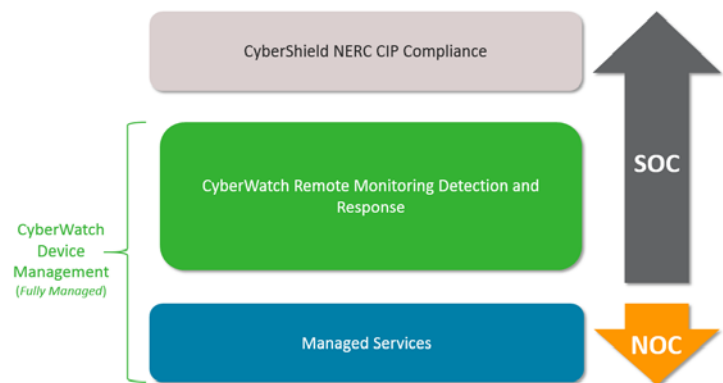 CyberShield NERC CIP Compliance
SOC
CyberWatch Remote Monitoring Detection and
Response
CyberWatch
Device
Management
(Fully Managed)
Managed Services
NOC